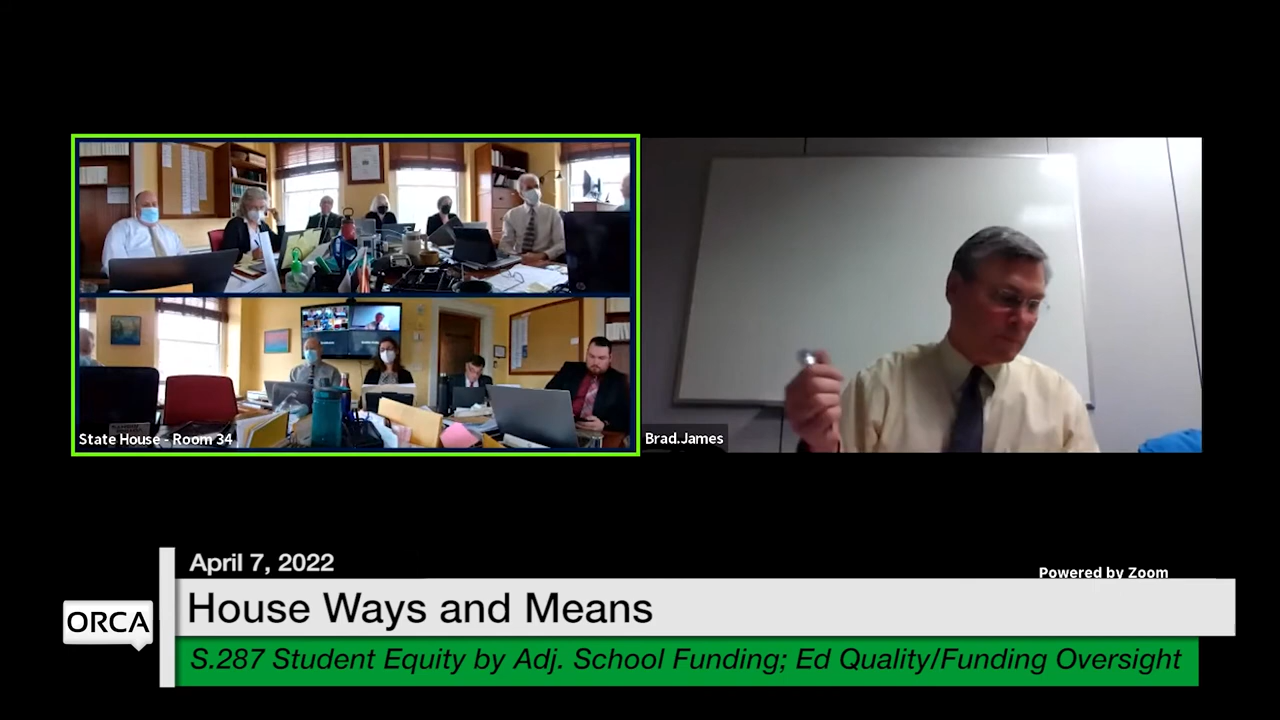 State House - Room 34
Brad.James
April 7, 2022
Powered by Zoom
House Ways and Means
ORCA
S.287 Student Equity by Adj. School Funding; Ed Quality/Funding Oversight